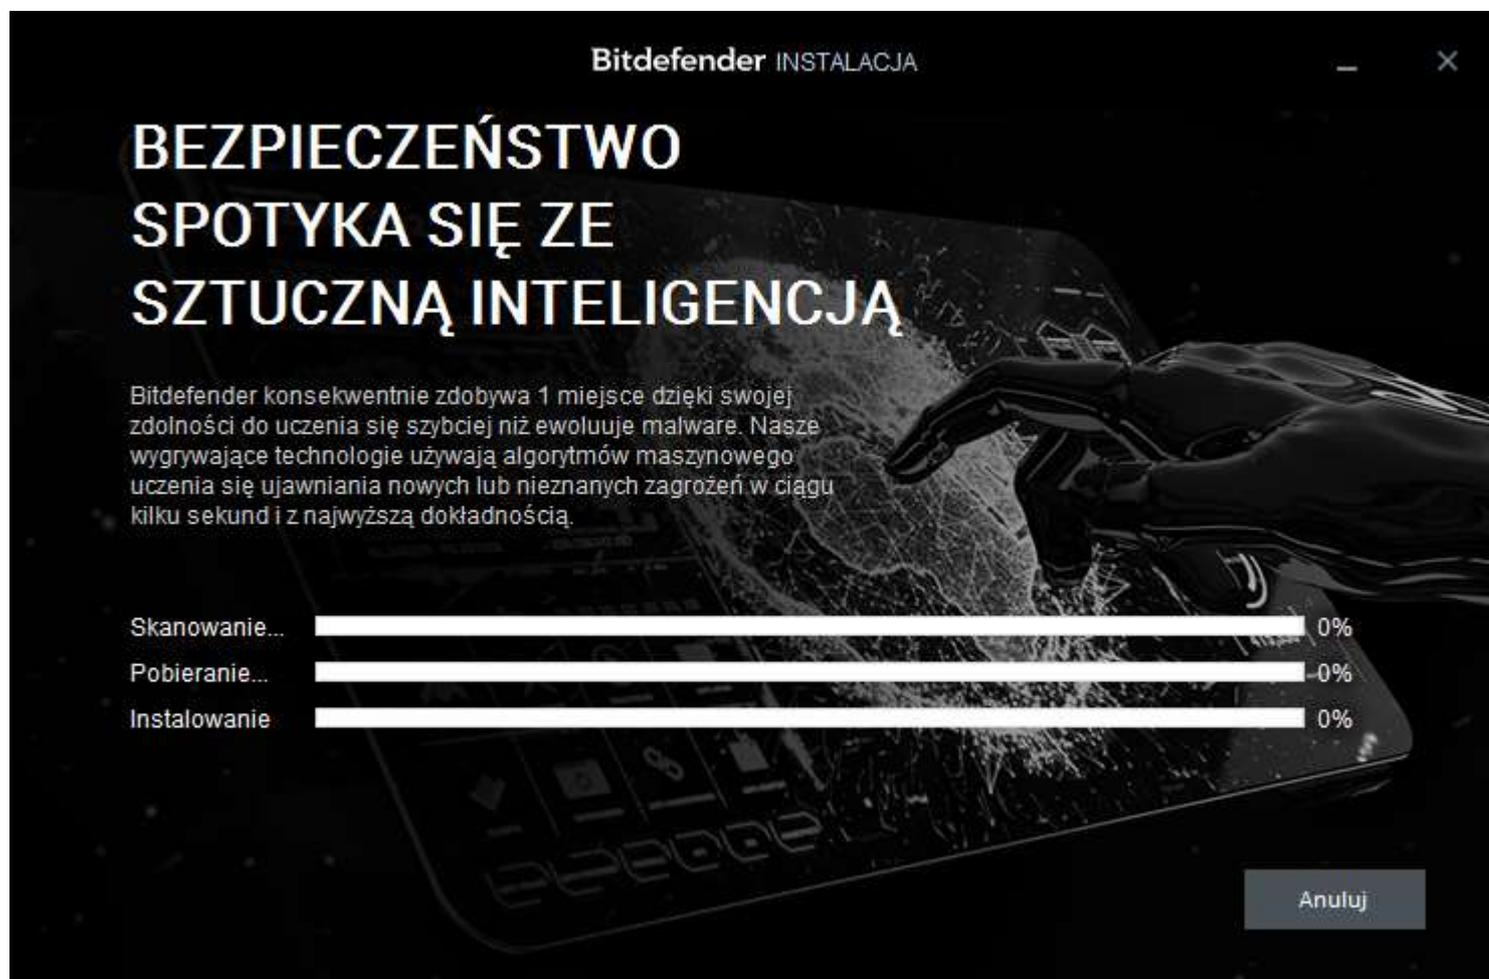 Bitdefender INSTALACJA
BEZPIECZEŃSTWO
SPOTYKA SIĘ ZE
SZTUCZNĄ INTELIGENCJĄ
Bitdefender konsekwentnie zdobywa 1 miejsce dzięki swojej
zdolności do uczenia się szybciej niż ewoluuje malware. Nasze
wygrywające technologie używają algorytmów maszynowego
uczenia się ujawniania nowych lub nieznanych zagrożeń w ciągu
kilku sekund i z najwyższą dokładnością.
Skanowanie... 0%
Pobieranie... 0%
Instalowanie 0%
Anuluj